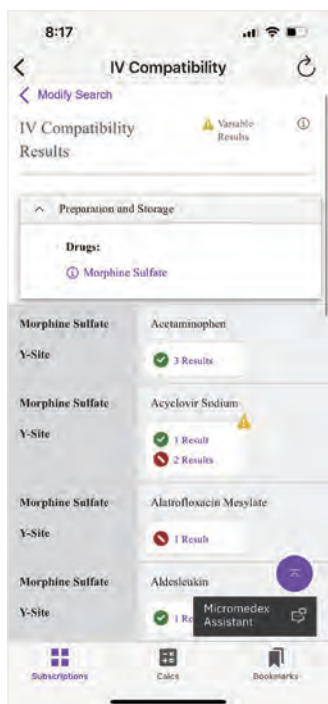 8:17
IV Compatibility
Modify Search
IV Compatibility
Results
Variable
Results
Preparation and Storage
Drugs:
Morphine Sulfate
Morphine Sulfate
Acetaminophen
Y-Site
3 Results
Morphine Sulfate
Acyclovir Sodium
Y-Site
1 Result
2 Results
Morphine Sulfate
Alatrofloxacin Mesylate
Y-Site
1 Result
Morphine Sulfate
Aldesleukin
Y-Site
1 Re
Micromedex
Assistant
Subscriptions
Calcs
Bookmarks